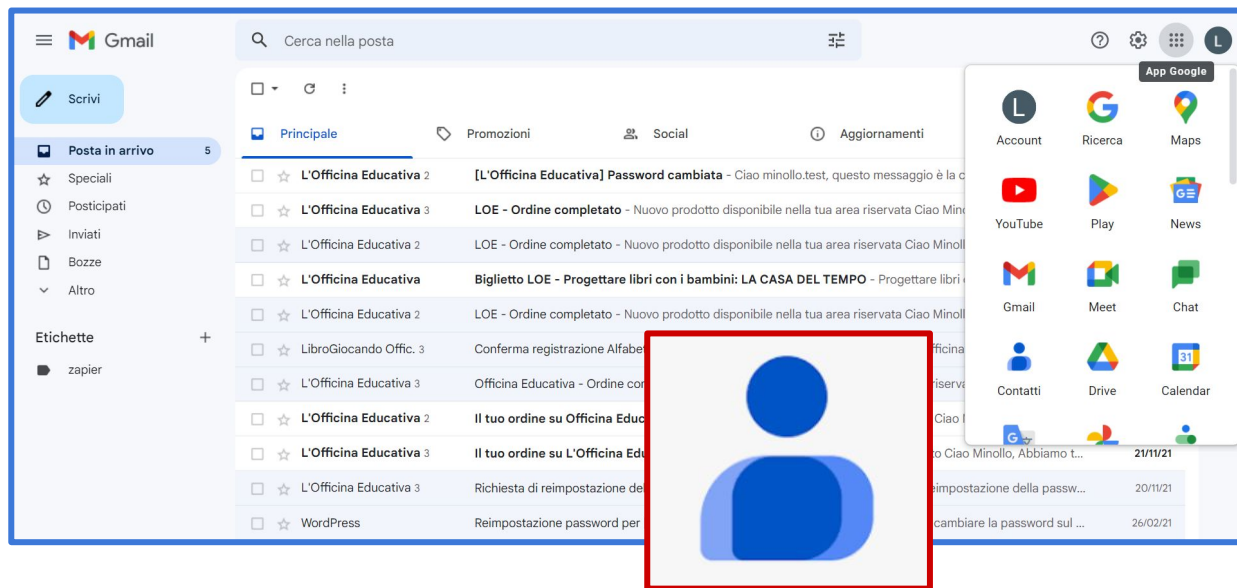 Gmail
Cerca nella posta
L
App Google
Scrivi
Posta in arrivo 5
Speciali
Posticipati
Inviati
Bozze
Altro
Etichette
zapier
Principale Promozioni Social Aggiornamenti
L'Officina Educativa 2 [L'Officina Educativa] Password cambiata - Ciao minollo.test, questo messaggio è la c
L'Officina Educativa 3 LOE - Ordine completato - Nuovo prodotto disponibile nella tua area riservata Ciao Mino
L'Officina Educativa 2 LOE - Ordine completato - Nuovo prodotto disponibile nella tua area riservata Ciao Minoll
L'Officina Educativa Biglietto LOE - Progettare libri con i bambini: LA CASA DEL TEMPO - Progettare libri
L'Officina Educativa 2 LOE - Ordine completato - Nuovo prodotto disponibile nella tua area riservata Ciao Minoll
LibroGiocando Offic. 3 Conferma registrazione Alfabe fficina
L'Officina Educativa 3 Officina Educativa - Ordine con riserva
L'Officina Educativa 2 Il tuo ordine su Officina Educ Ciao
L'Officina Educativa 3 Il tuo ordine su L'Officina Edu o Ciao Minollo, Abbiamo t... 21/11/21
L'Officina Educativa 3 Richiesta di reimpostazione del eimpostazione della passw... 20/11/21
WordPress Reimpostazione password per cambiare la password sul ... 26/02/21
L
Account Ricerca Maps
GE
YouTube Play News
Gmail Meet Chat
31
Contatti Drive Calendar
G